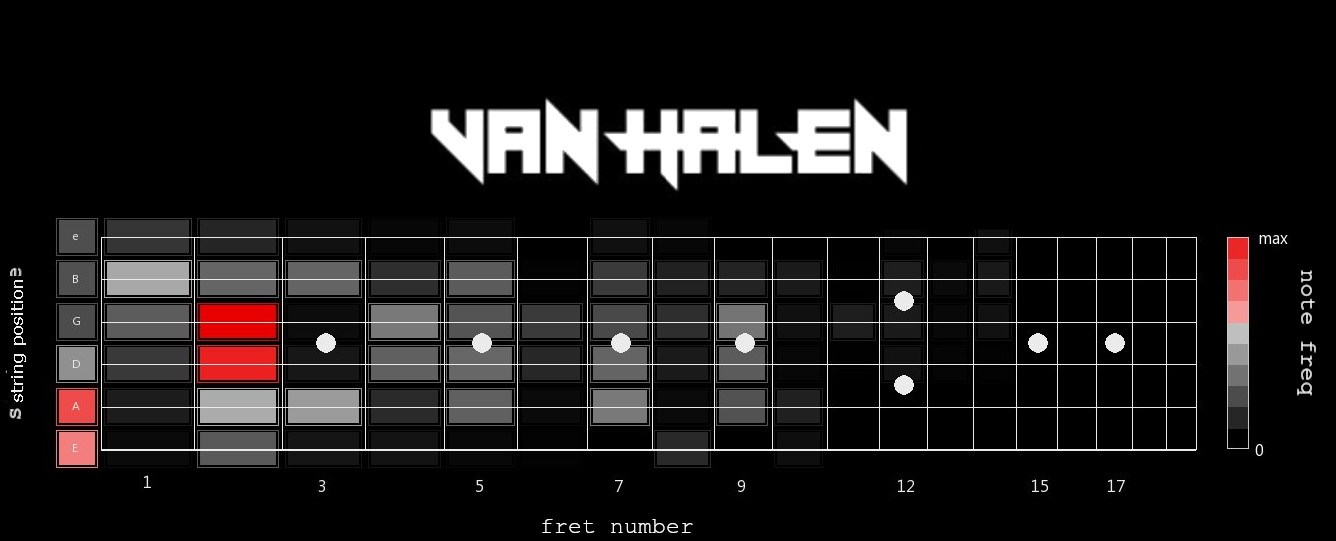 VAN HALEN
e
B
G
D
A
E
string position
max
0
note freq
1
3
5
7
9
12
15
17
fret number